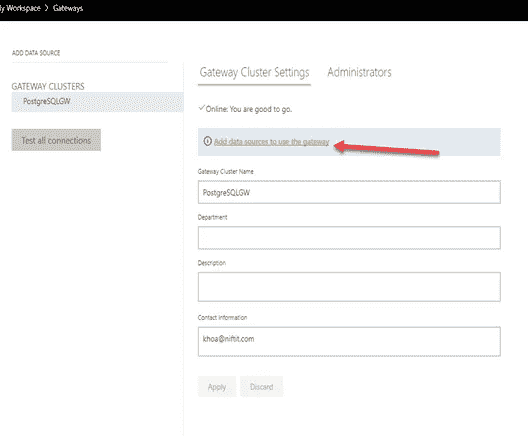 ly Workspace > Gateways
ADD DATA SOURCE
GATEWAY CLUSTERS
PostgreSQLGW
Test all connections
Gateway Cluster Settings Administrators
Online: You are good to go.
Add data sources to use the gateway
Gateway Cluster Name
PostgreSQLGW
Department
Description
Contact Information
khoa@niftit.com
Apply Discard